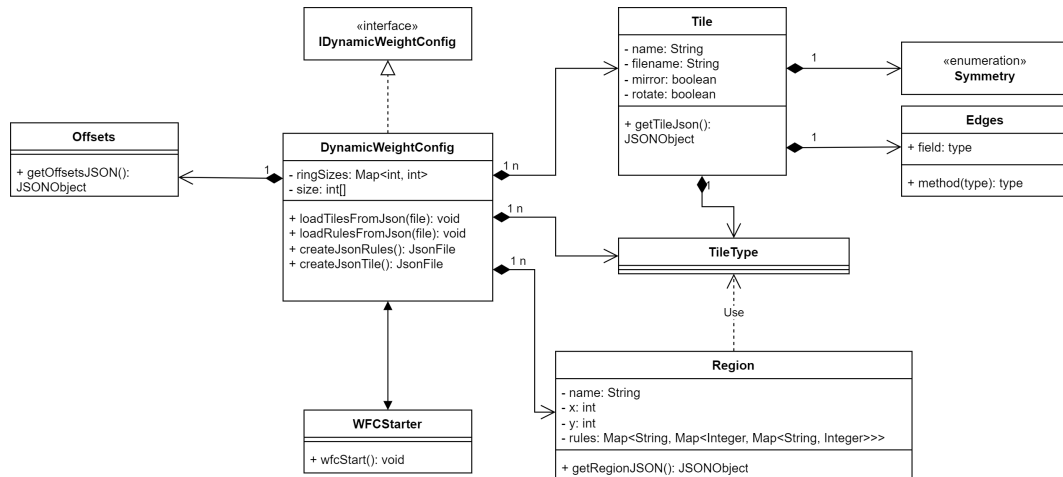 «interface»
IDynamicWeightConfig
Tile
- name: String
- filename: String
- mirror: boolean
- rotate: boolean
+ getTileJson():
JSONObject
1
«enumeration»
Symmetry
1
Edges
+ field: type
+ method(type): type
1
Offsets
+ getOffsetsJSON():
JSONObject
1
DynamicWeightConfig
- ringSizes: Map<int, int>
- size: int[]
+ loadTilesFromJson(file): void
+ loadRulesFromJson(file): void
+ createJsonRules(): JsonFile
+ createJsonTile(): JsonFile
1 n
1 n
1 n
TileType
Use
Region
- name: String
- x: int
- y: int
- rules: Map<String, Map<Integer, Map<String, Integer>>>
+ getRegionJSON(): JSONObject
WFCStarter
+ wfcStart(): void